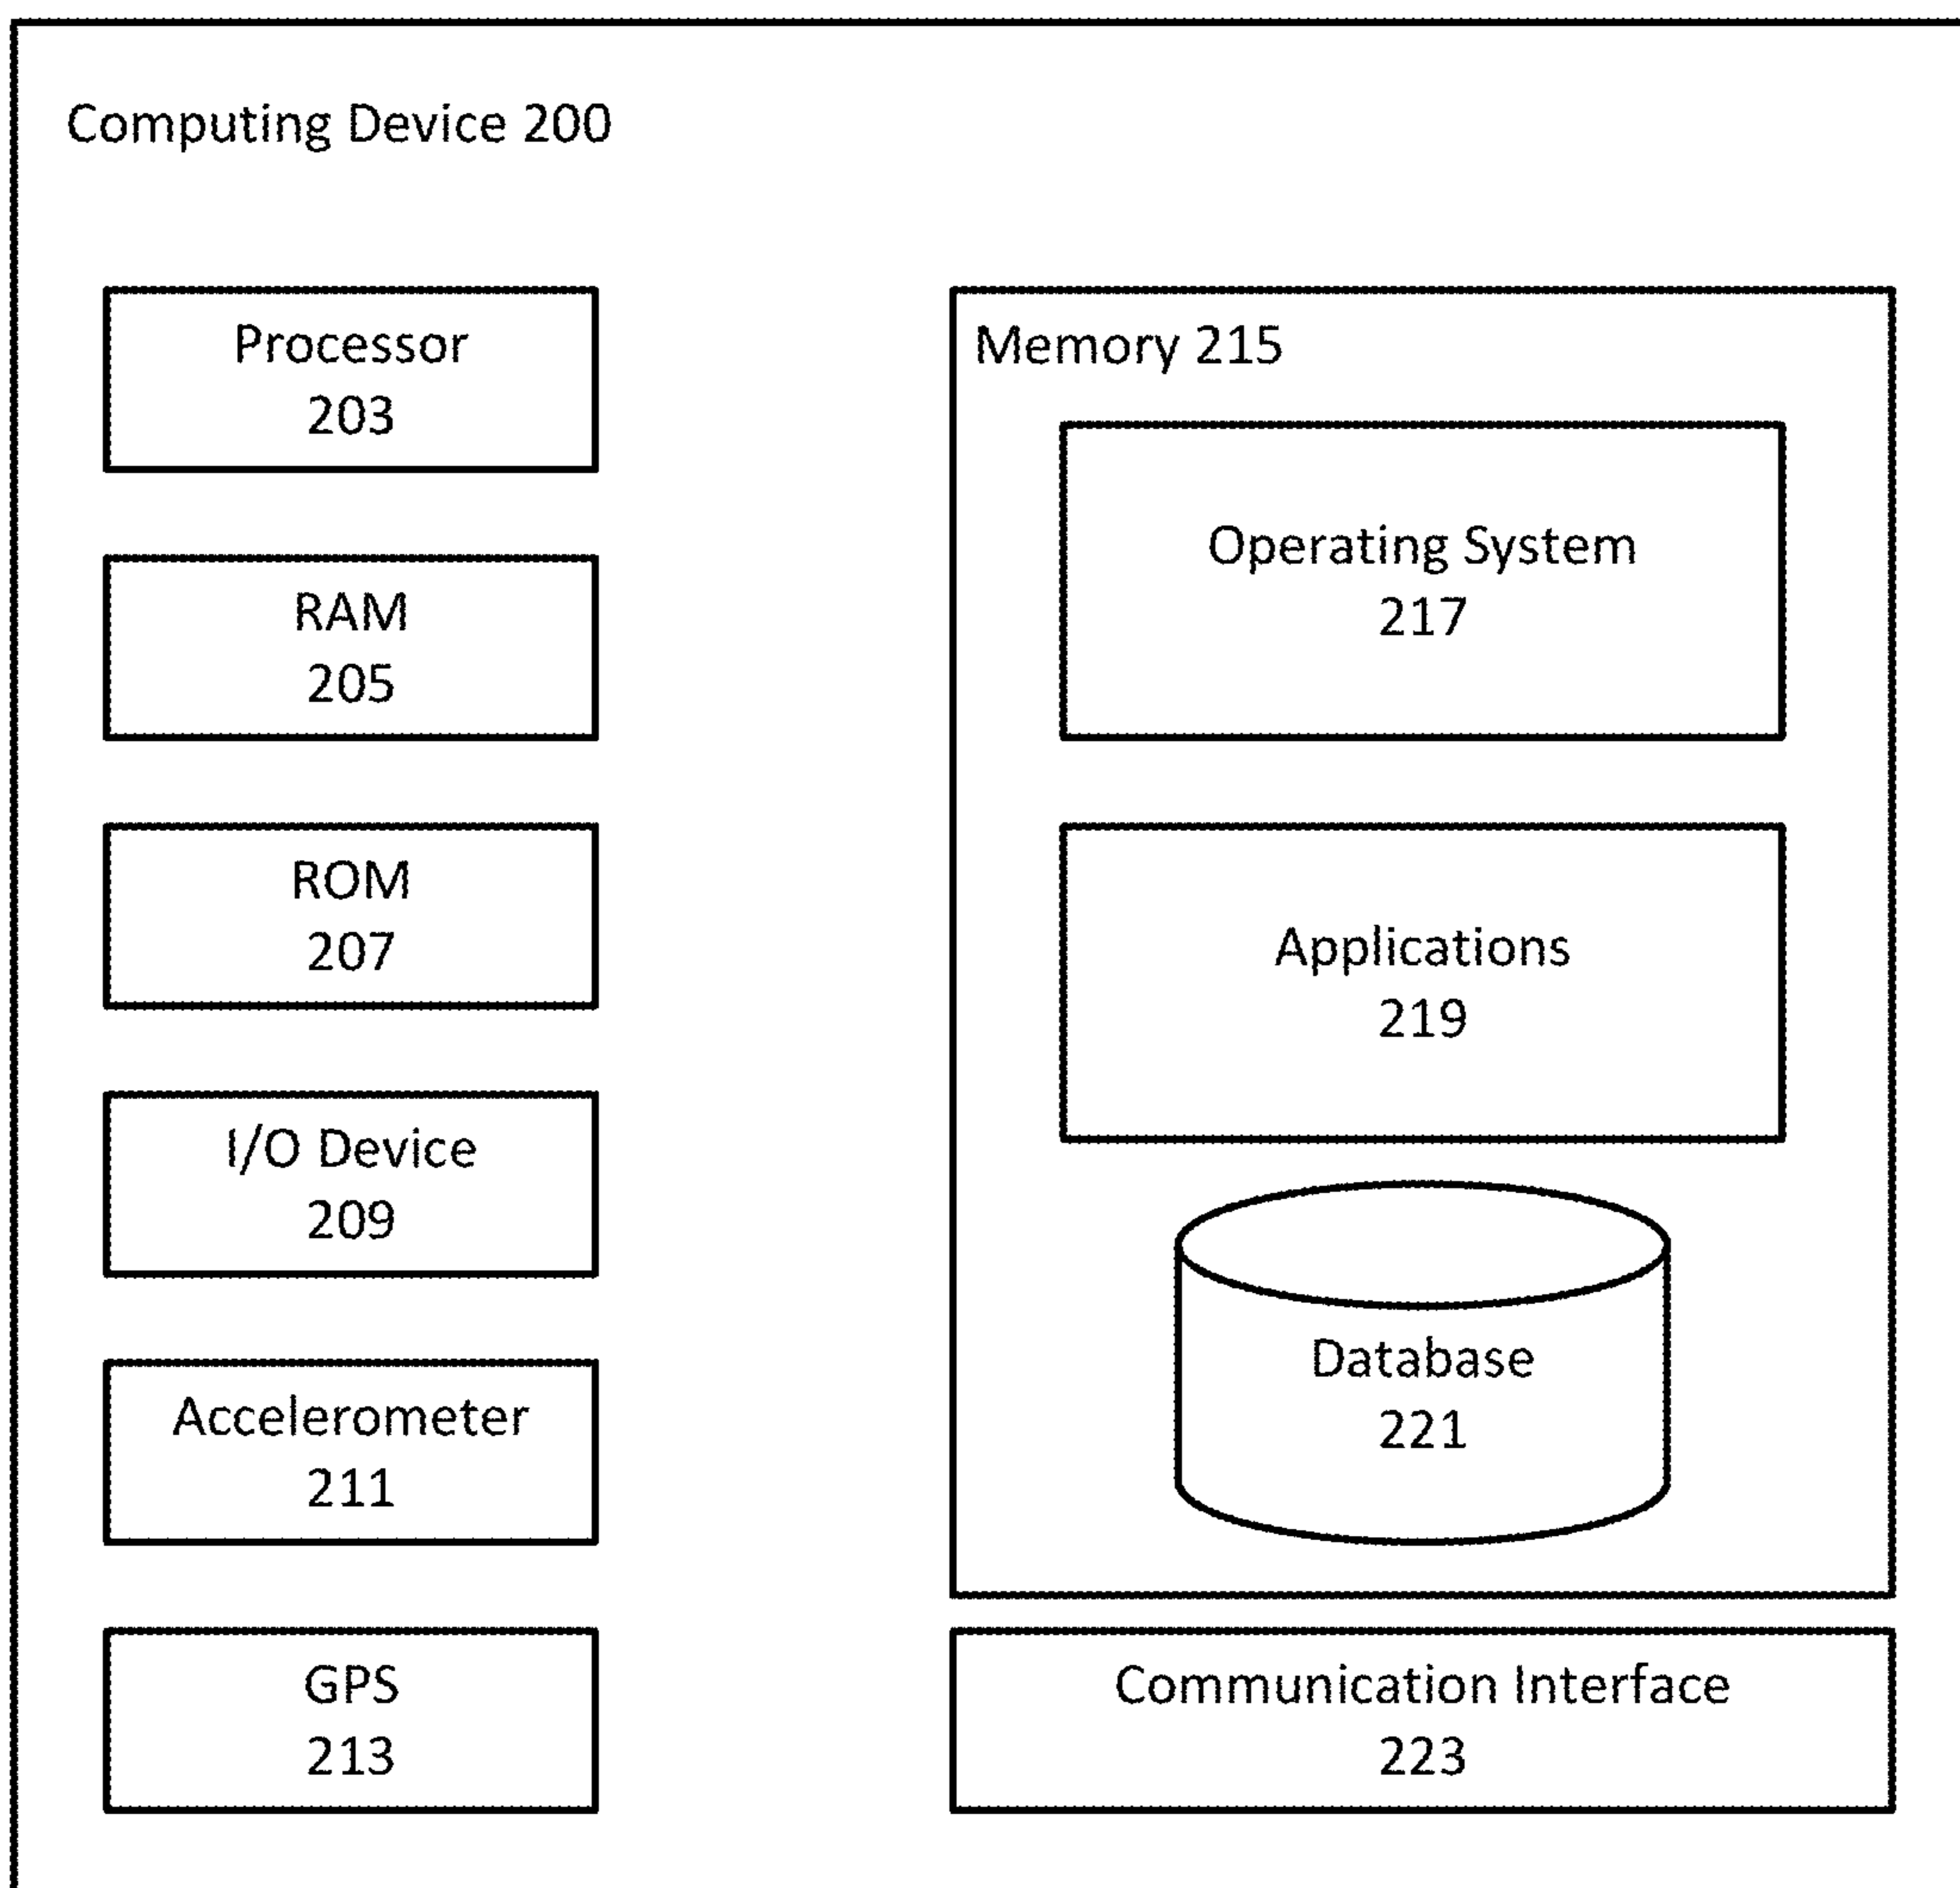 Computing Device 200
Processor
203
RAM
205
ROM
207
I/O Device
209
Accelerometer
211
GPS
213
Memory 215
Operating System
217
Applications
219
Database
221
Communication Interface
223